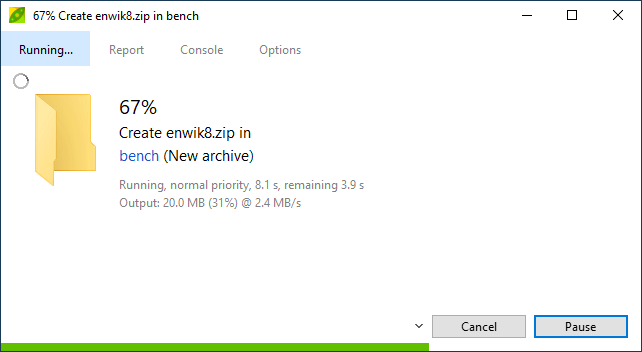 67% Create enwik8.zip in bench
Running... Report Console Options
67%
Create enwik8.zip in
bench (New archive)
Running, normal priority, 8.1 s, remaining 3.9 s
Output: 20.0 MB (31%) @ 2.4 MB/s
Cancel Pause